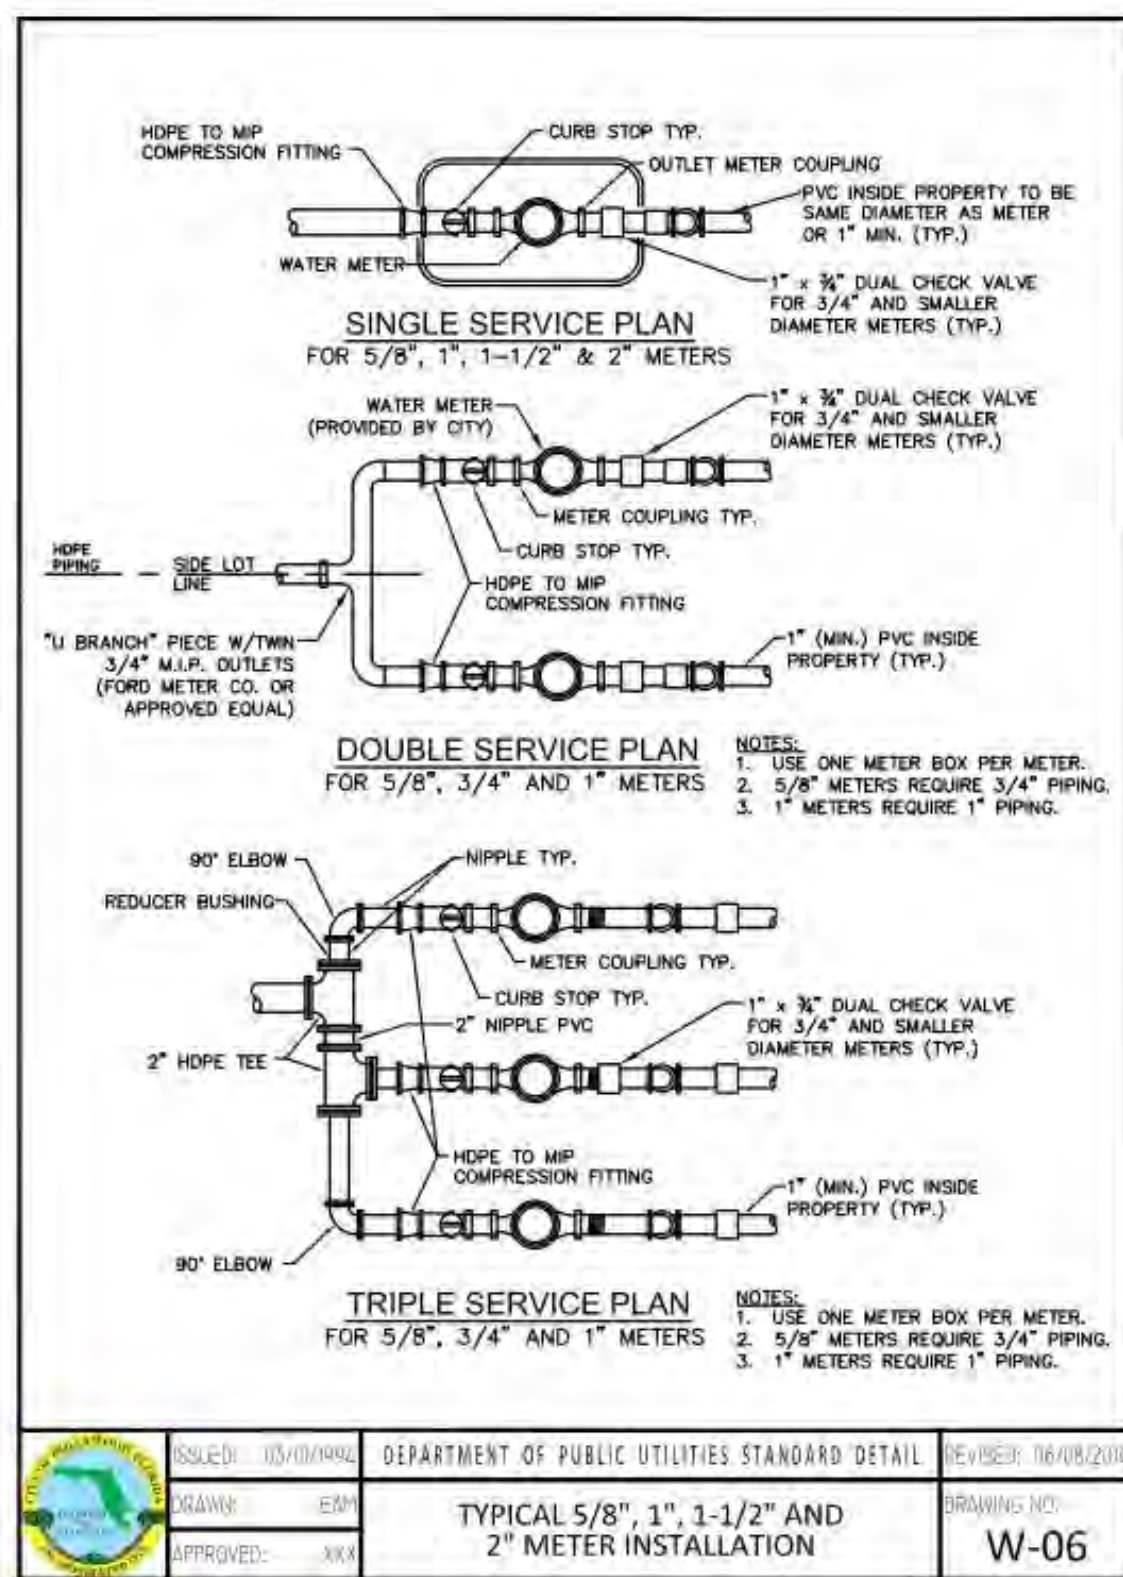 HDPE TO MIP
COMPRESSION FITTING
CURB STOP TYP.
OUTLET METER COUPLING
PVC INSIDE PROPERTY TO BE
SAME DIAMETER AS METER
OR 1" MIN. (TYP.)
WATER METER
1" x ¾" DUAL CHECK VALVE
FOR 3/4" AND SMALLER
DIAMETER METERS (TYP.)
SINGLE SERVICE PLAN
FOR 5/8", 1", 1-1/2" & 2" METERS
WATER METER
(PROVIDED BY CITY)
1" x ¾" DUAL CHECK VALVE
FOR 3/4" AND SMALLER
DIAMETER METERS (TYP.)
METER COUPLING TYP.
CURB STOP TYP.
HDPE
PIPING
SIDE LOT
LINE
HDPE TO MIP
COMPRESSION FITTING
"U BRANCH" PIECE W/TWIN
3/4" M.I.P. OUTLETS
(FORD METER CO. OR
APPROVED EQUAL)
1" (MIN.) PVC INSIDE
PROPERTY (TYP.)
DOUBLE SERVICE PLAN
FOR 5/8", 3/4" AND 1" METERS
NOTES:
1. USE ONE METER BOX PER METER.
2. 5/8" METERS REQUIRE 3/4" PIPING.
3. 1" METERS REQUIRE 1" PIPING.
90° ELBOW
NIPPLE TYP.
REDUCER BUSHING
METER COUPLING TYP.
CURB STOP TYP.
2" NIPPLE PVC
1" x ¾" DUAL CHECK VALVE
FOR 3/4" AND SMALLER
DIAMETER METERS (TYP.)
2" HDPE TEE
HDPE TO MIP
COMPRESSION FITTING
1" (MIN.) PVC INSIDE
PROPERTY (TYP.)
90° ELBOW
TRIPLE SERVICE PLAN
FOR 5/8", 3/4" AND 1" METERS
NOTES:
1. USE ONE METER BOX PER METER.
2. 5/8" METERS REQUIRE 3/4" PIPING.
3. 1" METERS REQUIRE 1" PIPING.
ISSUED: 03/01/1994
DEPARTMENT OF PUBLIC UTILITIES STANDARD DETAIL
REVISED:
DRAWN: EAM
TYPICAL 5/8", 1", 1-1/2" AND
2" METER INSTALLATION
DRAWING NO.
W-06
APPROVED: XXX